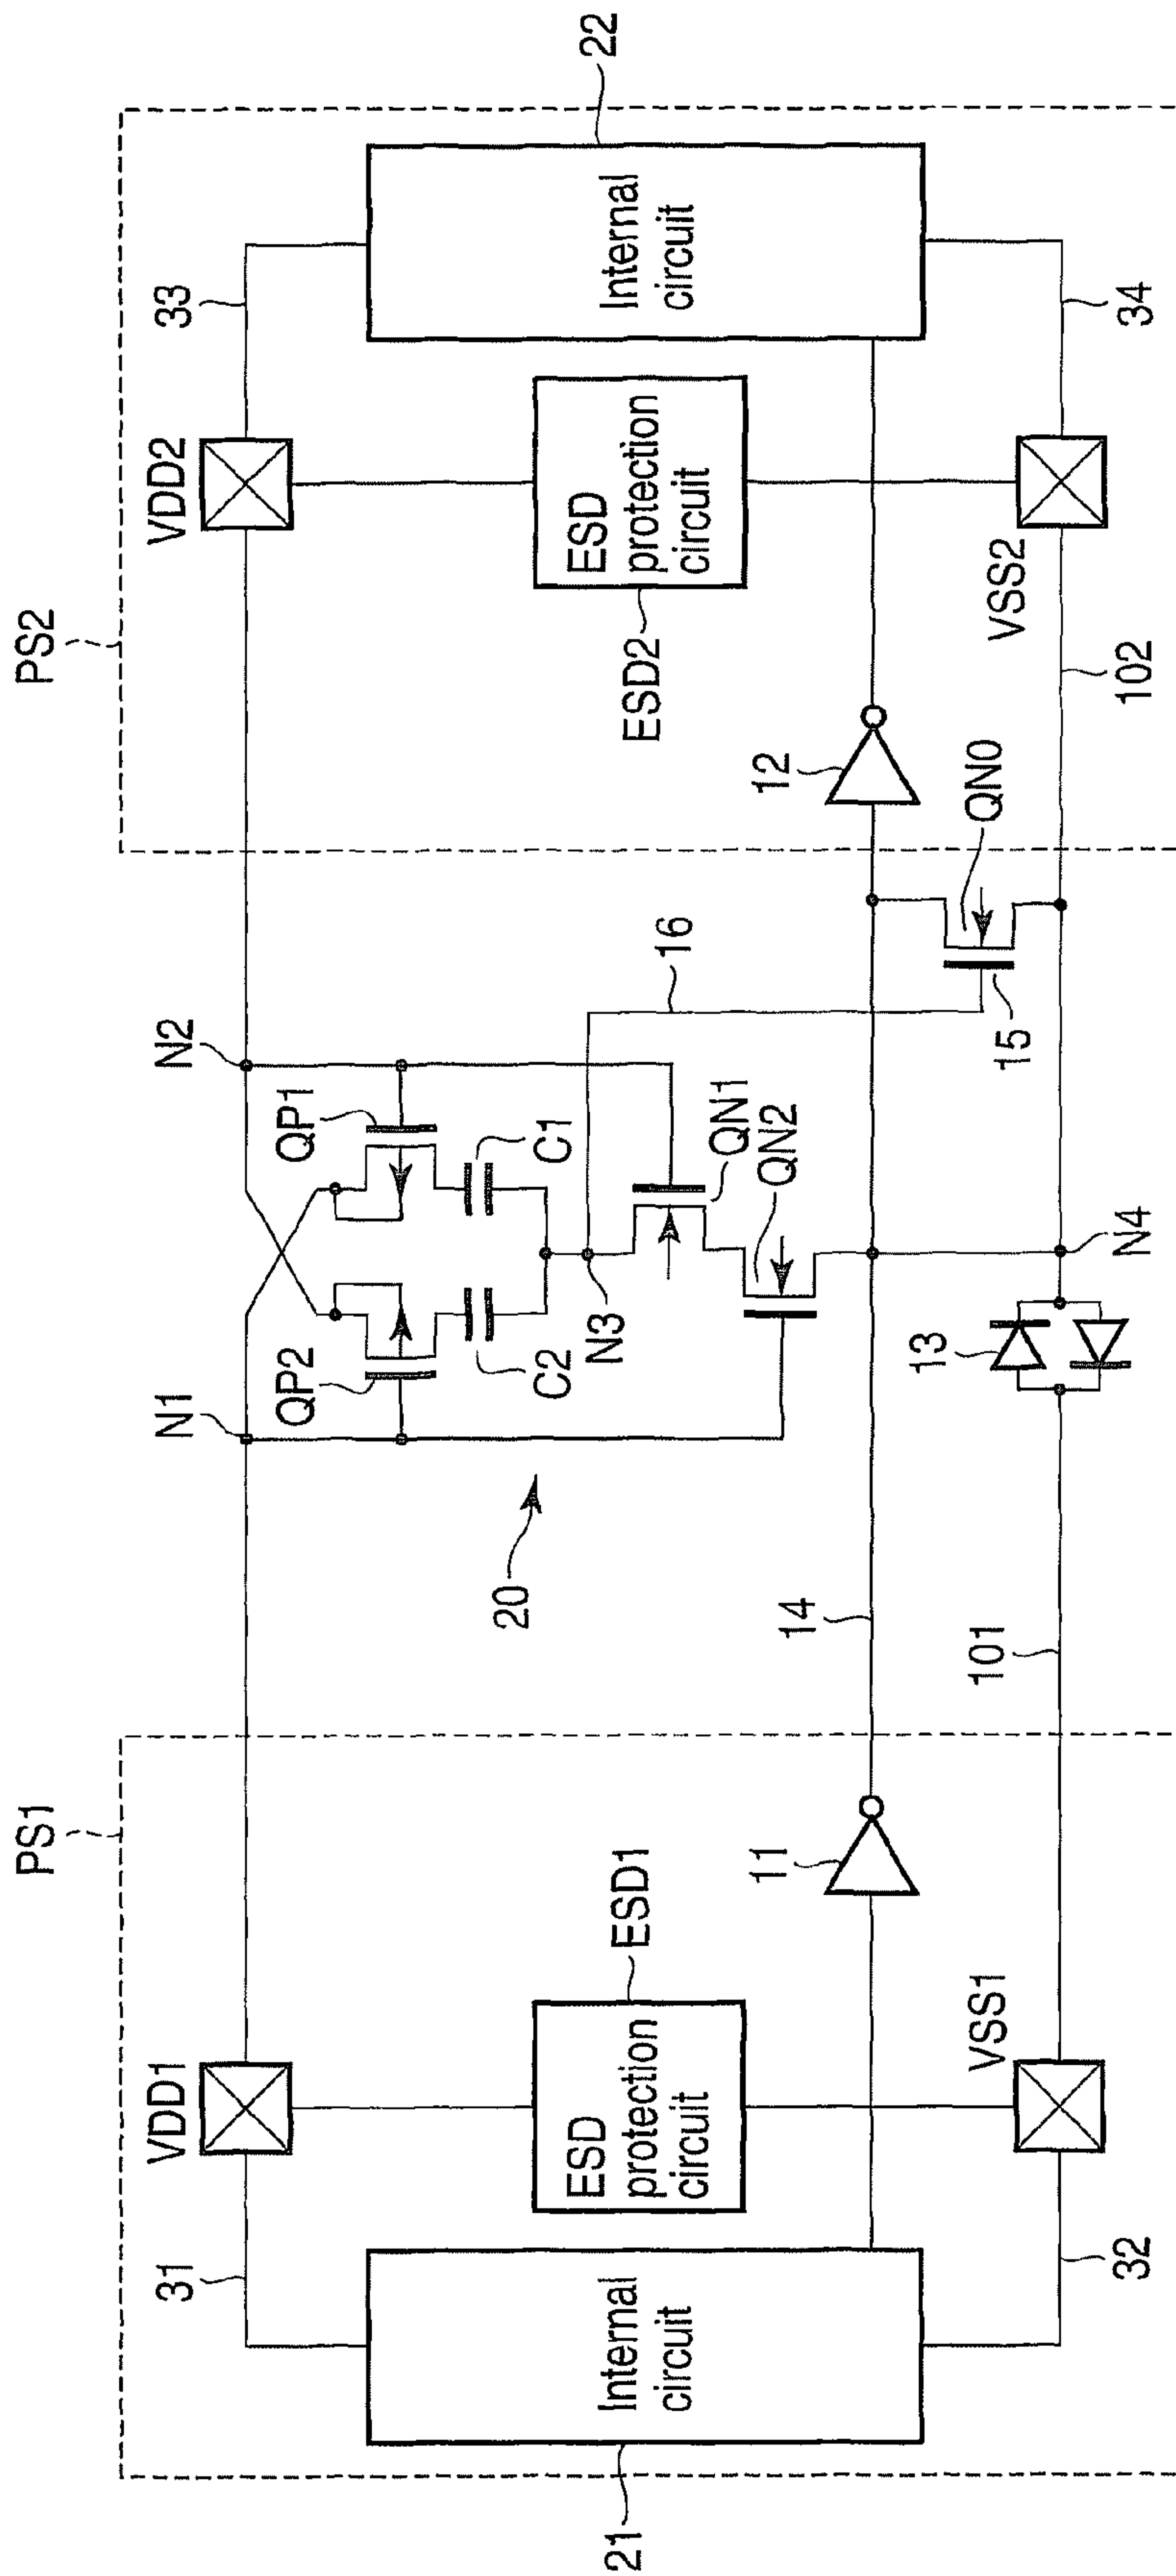 PS1
PS2
VDD1
N1
N2
VDD2
31
33
QP2
QP1
C2
C1
N3
16
QN1
QN2
20
21
Internal
circuit
ESD
protection
circuit
ESD1
ESD
protection
circuit
ESD2
Internal
circuit
22
11
14
12
QN0
15
13
N4
VSS1
VSS2
32
101
102
34